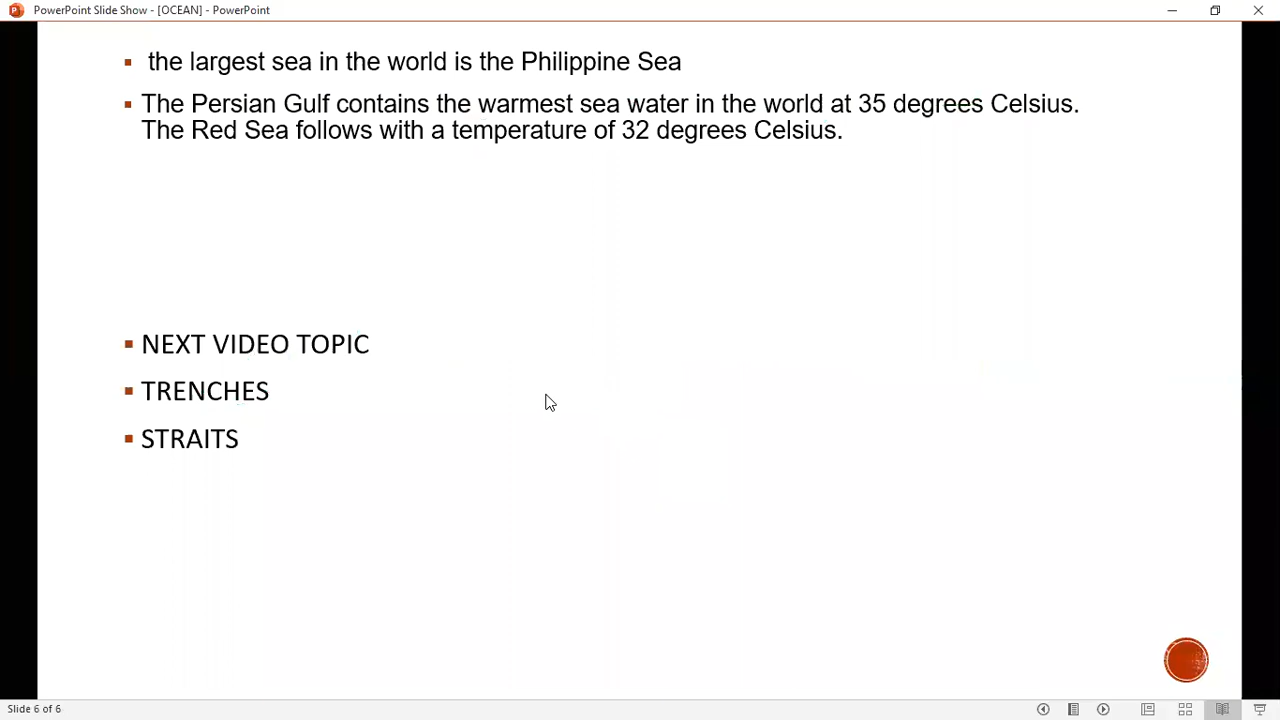 PowerPoint Slide Show - [OCEAN] - PowerPoint
the largest sea in the world is the Philippine Sea
The Persian Gulf contains the warmest sea water in the world at 35 degrees Celsius.
The Red Sea follows with a temperature of 32 degrees Celsius.
NEXT VIDEO TOPIC
TRENCHES
STRAITS
Slide 6 of 6